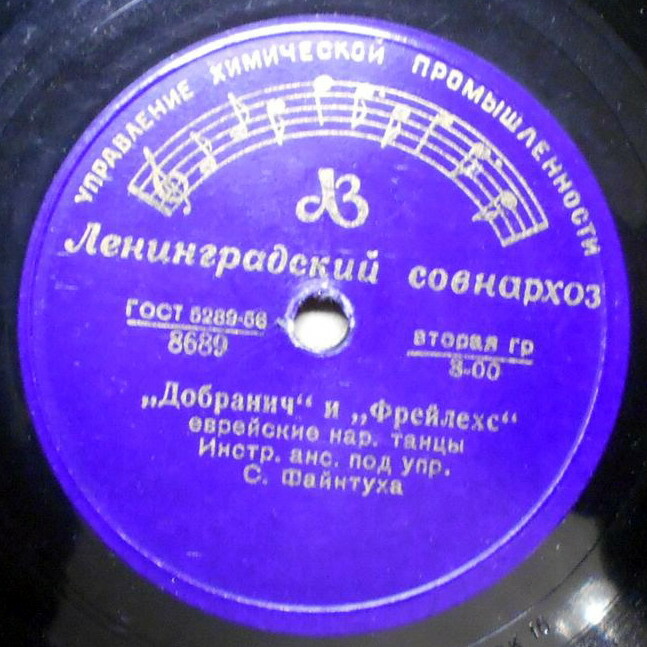 УПРАВЛЕНИЕ ХИМИЧЕСКОЙ ПРОМЫШЛЕННОСТИ
ЛЗ
Ленинградский совнархоз
ГОСТ 5289-56
8689
вторая гр
3-00
„Добранич“ и „Фрейлехс“
еврейские нар. танцы
Инстр. анс. под упр.
С. Файнтуха